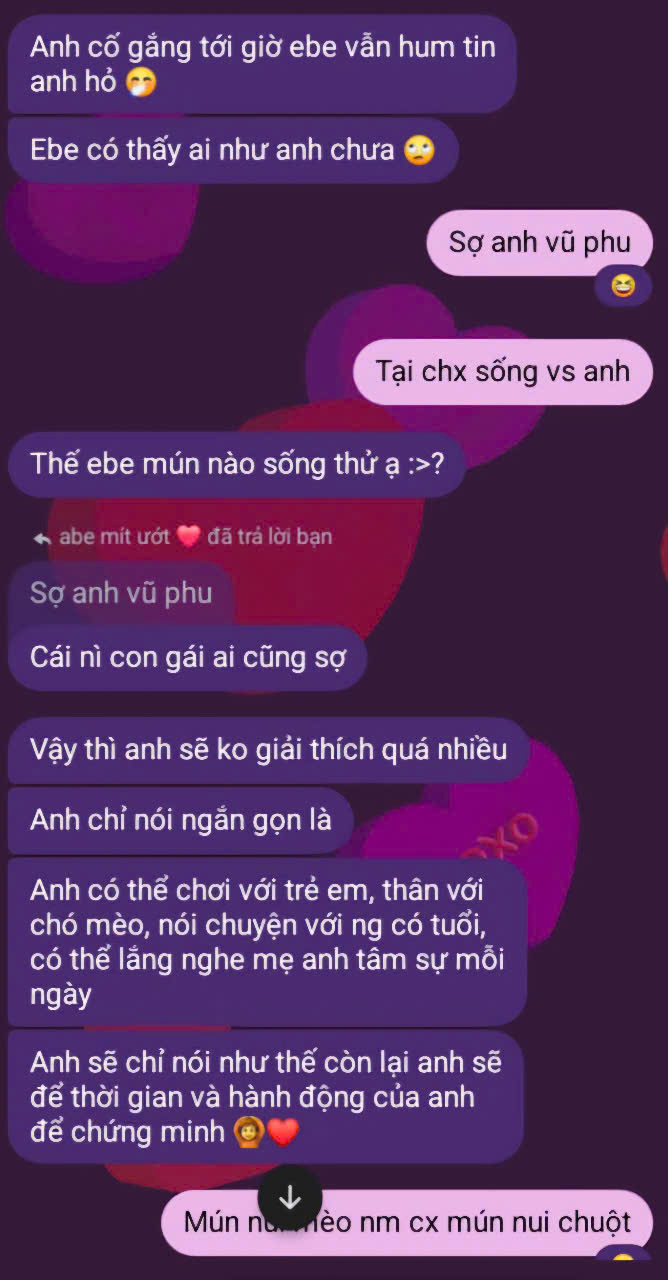 Anh cố gắng tới giờ ebe vẫn hum tin
anh hỏ 🤭
Ebe có thấy ai như anh chưa 🙄
Sợ anh vũ phu
😆
Tại chx sống vs anh
Thế ebe mún nào sống thử ạ :>?
abe mít ướt ❤️ đã trả lời bạn
Sợ anh vũ phu
Cái nì con gái ai cũng sợ
Vậy thì anh sẽ ko giải thích quá nhiều
OXO
Anh chỉ nói ngắn gọn là
Anh có thể chơi với trẻ em, thân với
chó mèo, nói chuyện với ng có tuổi,
có thể lắng nghe mẹ anh tâm sự mỗi
ngày
Anh sẽ chỉ nói như thế còn lại anh sẽ
để thời gian và hành động của anh
để chứng minh 🙆❤️
Mún nm cx mún nui chuột